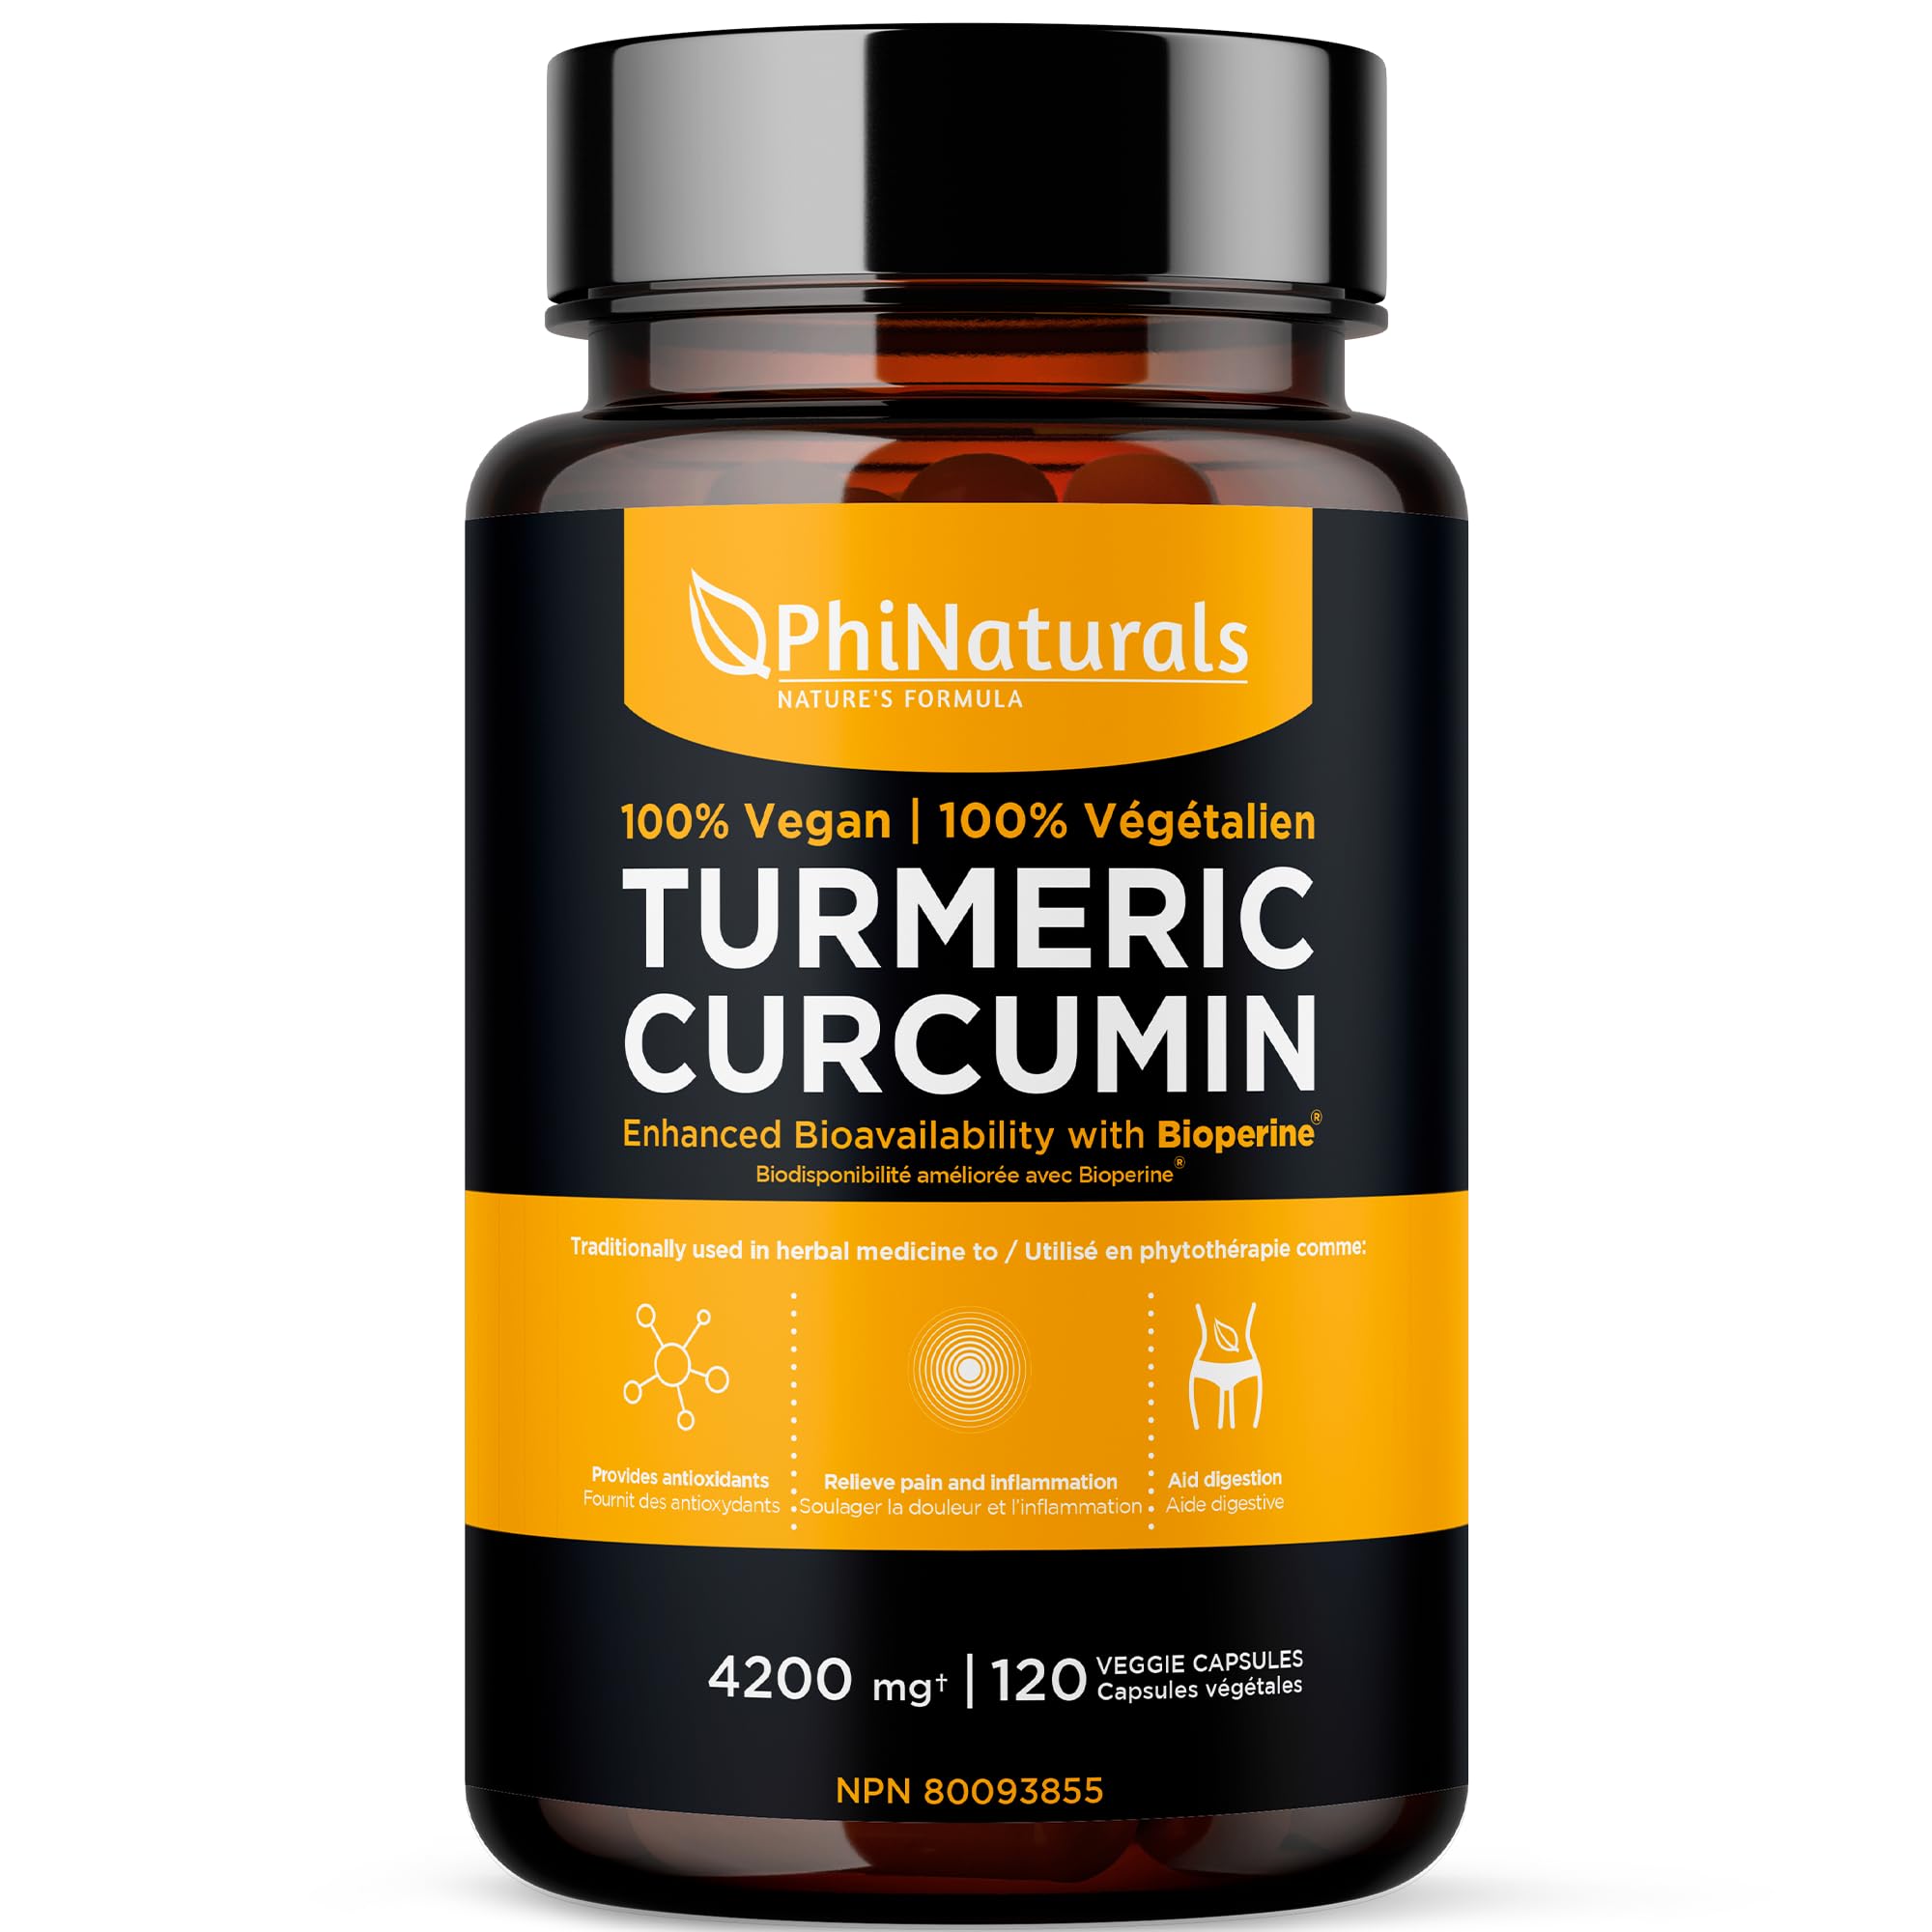 PhiNaturals
NATURE'S FORMULA
100% Vegan | 100% Végétalien
TURMERIC
CURCUMIN
Enhanced Bioavailability with Bioperine®
Biodisponibilité améliorée avec Bioperine®
Traditionally used in herbal medicine to / Utilisé en phytothérapie comme:
Provides antioxidants
Fournit des antioxydants
Relieve pain and inflammation
Soulager la douleur et l'inflammation
Aid digestion
Aide digestive
4200 mg† | 120 VEGGIE CAPSULES
Capsules végétales
NPN 80093855